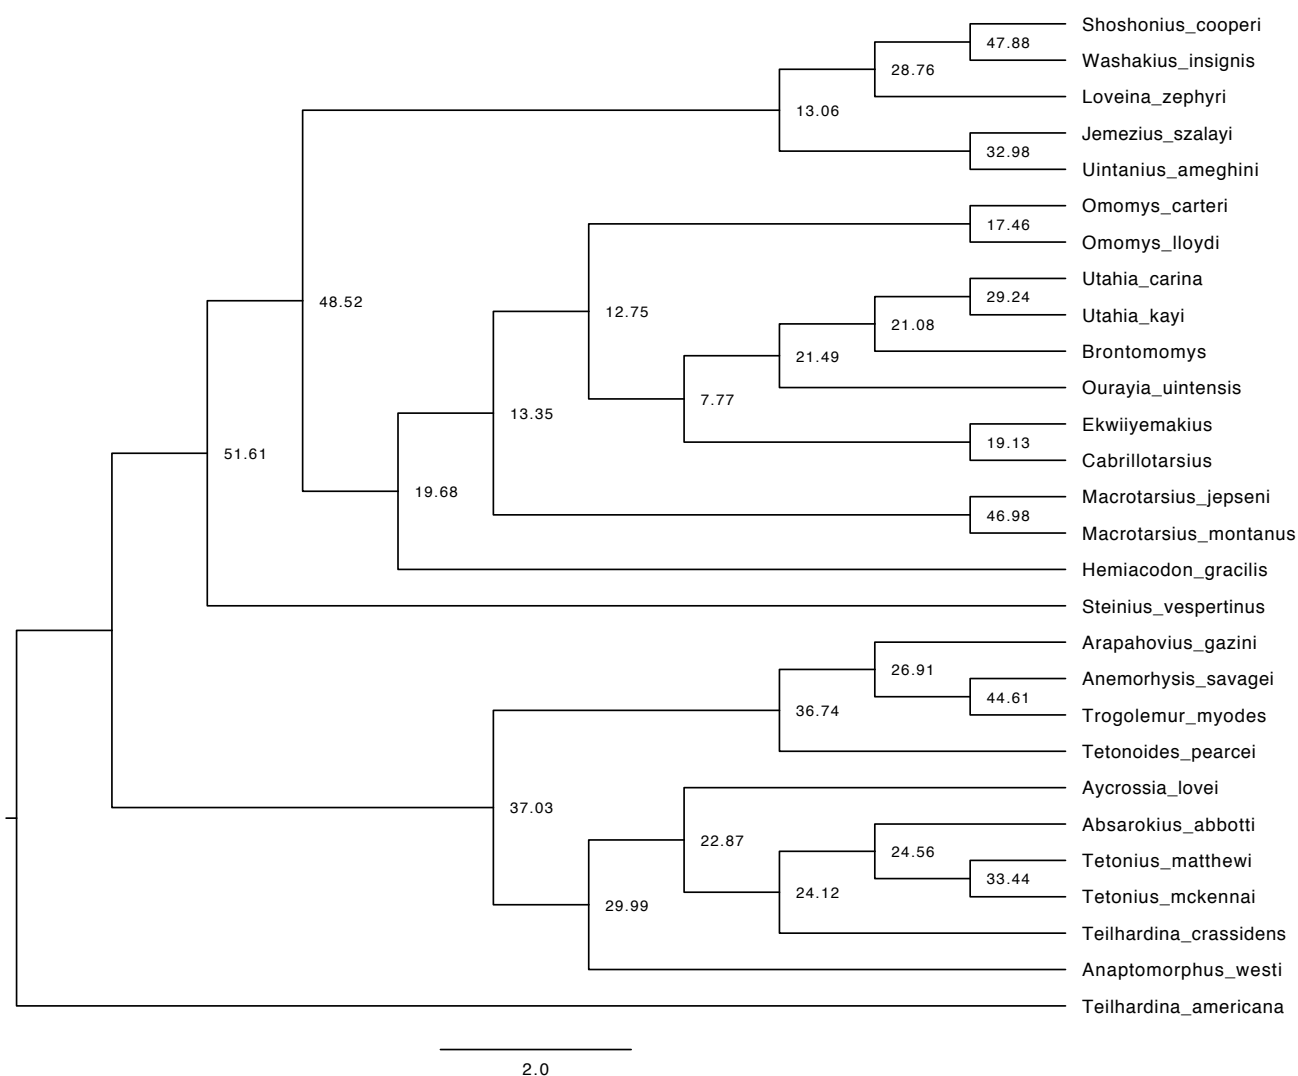 Shoshonius_cooperi
47.88
Washakius_insignis
28.76
Loveina_zephyri
13.06
Jemezius_szalayi
32.98
Uintanius_ameghini
Omomys_carteri
17.46
Omomys_lloydi
Utahia_carina
29.24
48.52
12.75
Utahia_kayi
21.08
Brontomomys
21.49
Ourayia_uintensis
7.77
13.35
Ekwiiyemakius
19.13
51.61
Cabrillotarsius
19.68
Macrotarsius_jepseni
46.98
Macrotarsius_montanus
Hemiacodon_gracilis
Steinius_vespertinus
Arapahovius_gazini
26.91
Anemorhysis_savagei
44.61
36.74
Trogolemur_myodes
Tetonoides_pearcei
Aycrossia_lovei
37.03
Absarokius_abbotti
22.87
24.56
Tetonius_matthewi
33.44
24.12
Tetonius_mckennai
29.99
Teilhardina_crassidens
Anaptomorphus_westi
Teilhardina_americana
2.0